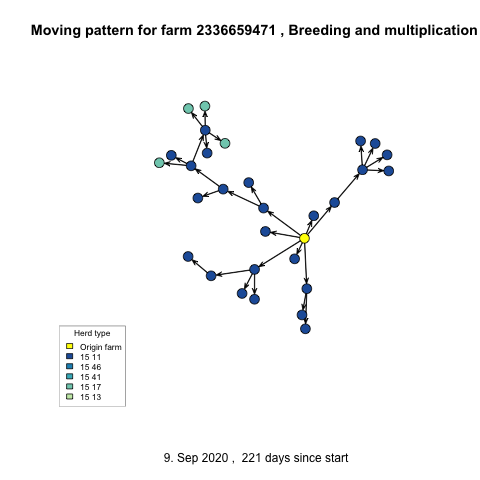 Moving pattern for farm 2336659471 , Breeding and multiplication
Herd type
Origin farm
15 11
15 46
15 41
15 17
15 13
9. Sep 2020 , 221 days since start